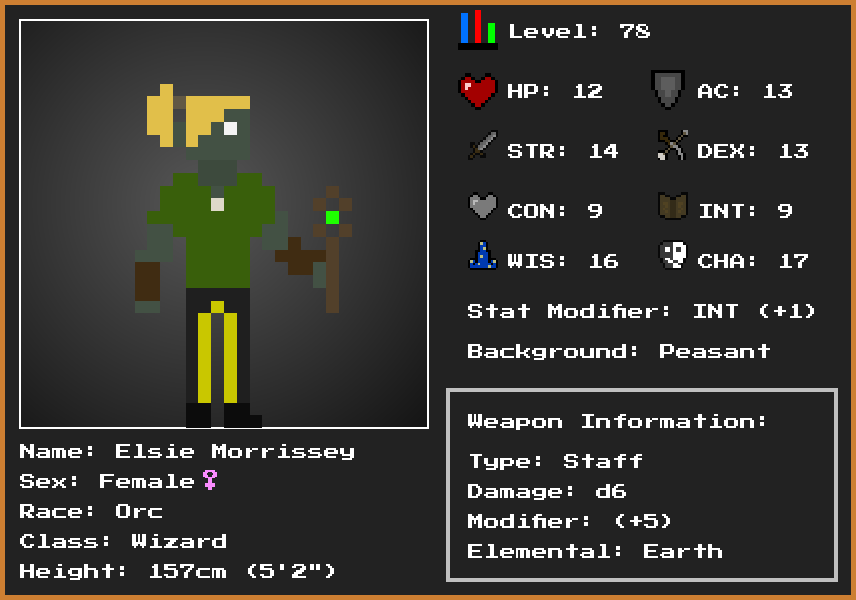 Level: 78
HP: 12
AC: 13
STR: 14
DEX: 13
CON: 9
INT: 9
WIS: 16
CHA: 17
Stat Modifier: INT (+1)
Background: Peasant
Weapon Information:
Type: Staff
Damage: d6
Modifier: (+5)
Elemental: Earth
Name: Elsie Morrissey
Sex: Female♀
Race: Orc
Class: Wizard
Height: 157cm (5'2")